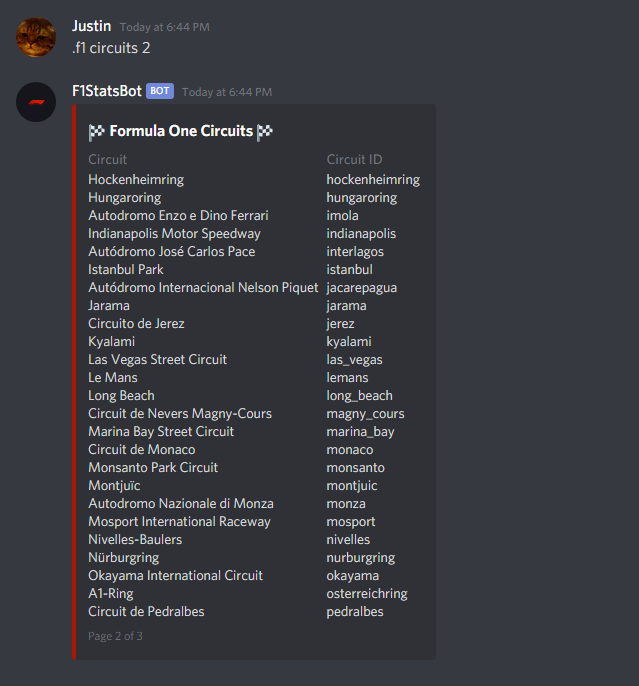 Justin Today at 6:44 PM
.f1 circuits 2
F1StatsBot BOT Today at 6:44 PM
🏁 Formula One Circuits 🏁
Circuit Circuit ID
Hockenheimring hockenheimring
Hungaroring hungaroring
Autodromo Enzo e Dino Ferrari imola
Indianapolis Motor Speedway indianapolis
Autódromo José Carlos Pace interlagos
Istanbul Park istanbul
Autódromo Internacional Nelson Piquet jacarepagua
Jarama jarama
Circuito de Jerez jerez
Kyalami kyalami
Las Vegas Street Circuit las_vegas
Le Mans lemans
Long Beach long_beach
Circuit de Nevers Magny-Cours magny_cours
Marina Bay Street Circuit marina_bay
Circuit de Monaco monaco
Monsanto Park Circuit monsanto
Montjuïc montjuic
Autodromo Nazionale di Monza monza
Mosport International Raceway mosport
Nivelles-Baulers nivelles
Nürburgring nurburgring
Okayama International Circuit okayama
A1-Ring osterreichring
Circuit de Pedralbes pedralbes
Page 2 of 3